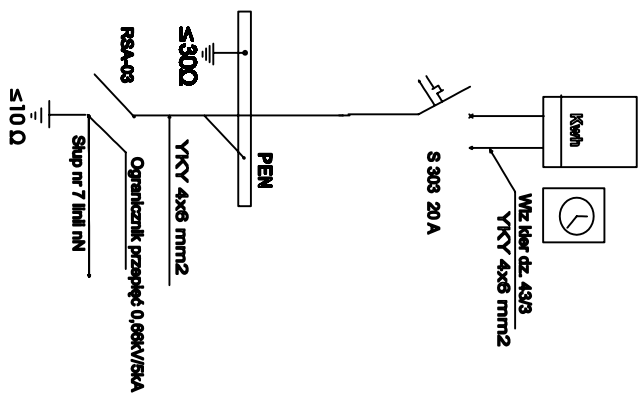 Kwh
Wlz kier dz. 43/3
YKY 4x6 mm2
S 303 20 A
PEN
≤30Ω
YKY 4x6 mm2
RSA-03
Ogranicznik przepięć 0,66kV/5kA
Słup nr 7 linii nN
≤10 Ω